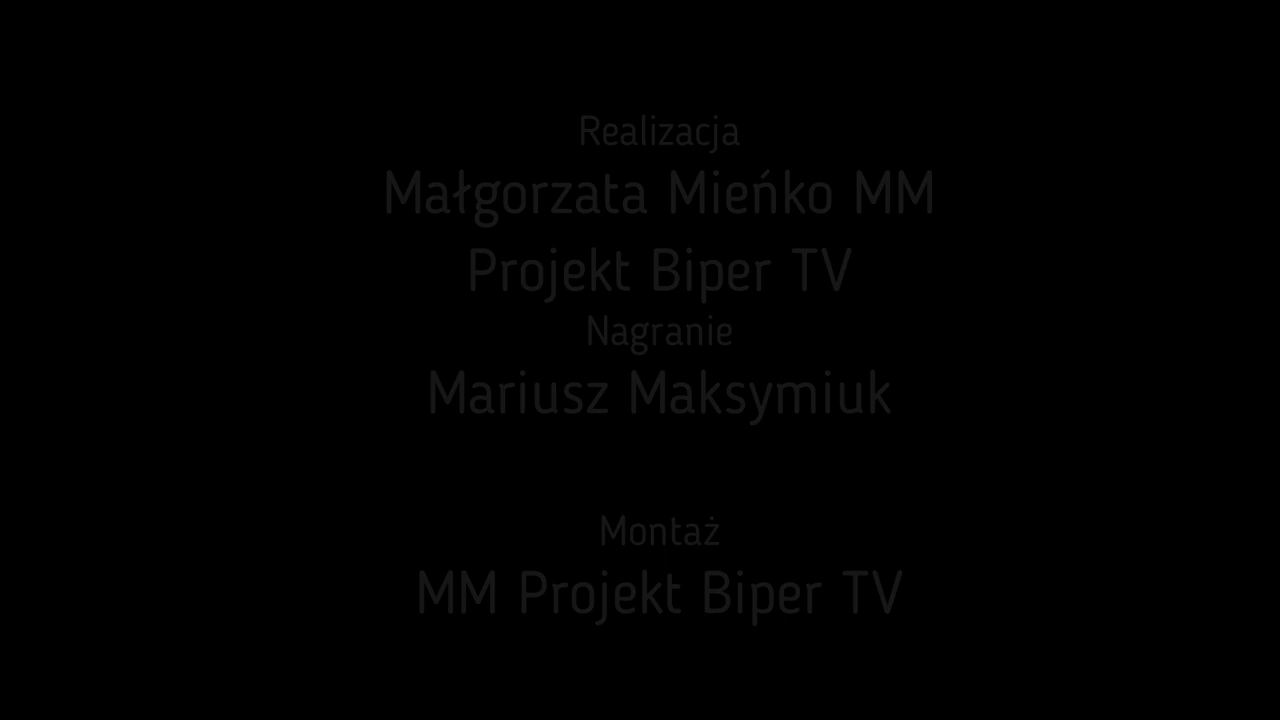 Realizacja
Małgorzata Mieńko MM
Projekt Biper TV
Nagranie
Mariusz Maksymiuk
Montaż
MM Projekt Biper TV